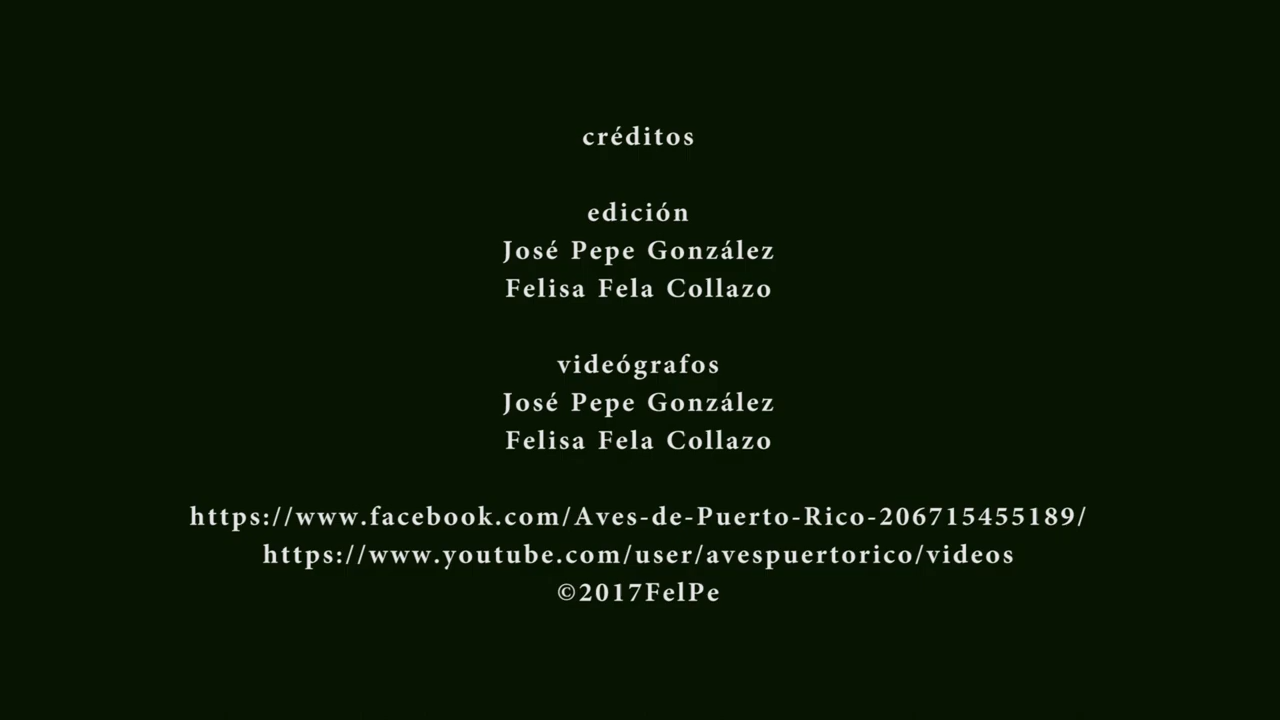 créditos
edición
José Pepe González
Felisa Fela Collazo
videógrafos
José Pepe González
Felisa Fela Collazo
https://www.facebook.com/Aves-de-Puerto-Rico-206715455189/
https://www.youtube.com/user/avespuertorico/videos
©2017FelPe